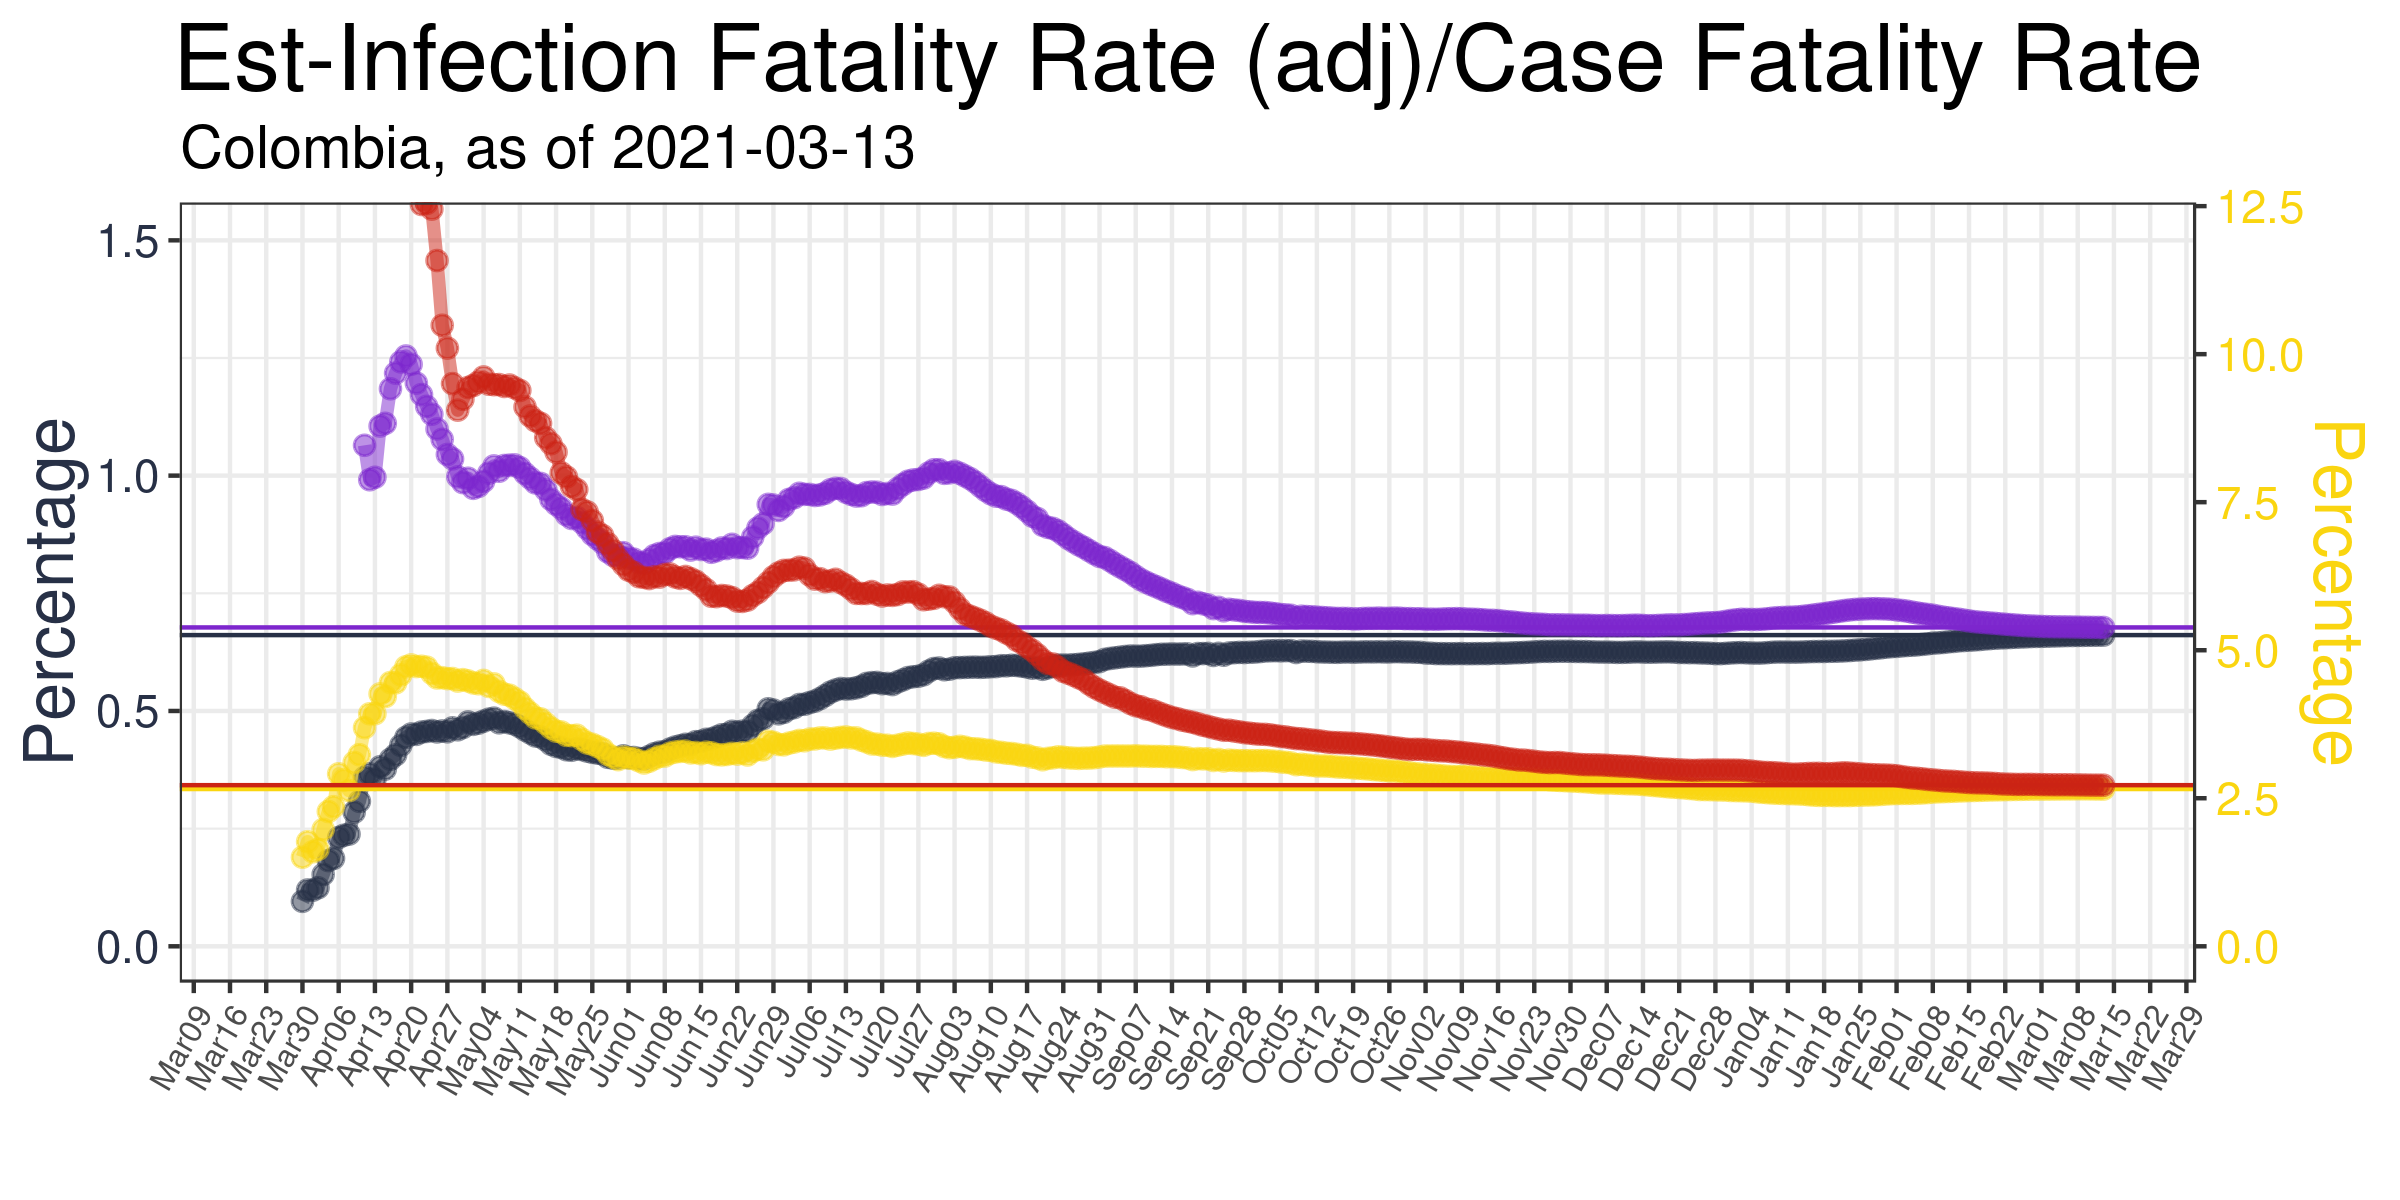 Est-Infection Fatality Rate (adj)/Case Fatality Rate
Colombia, as of 2021-03-13
Percentage
1.5
1.0
0.5
0.0
12.5
10.0
7.5
5.0
2.5
0.0
Percentage
Mar09 Mar16 Mar23 Mar30 Apr06 Apr13 Apr20 Apr27 May04 May11 May18 May25 Jun01 Jun08 Jun15 Jun22 Jun29 Jul06 Jul13 Jul20 Jul27 Aug03 Aug10 Aug17 Aug24 Aug31 Sep07 Sep14 Sep21 Sep28 Oct05 Oct12 Oct19 Oct26 Nov02 Nov09 Nov16 Nov23 Nov30 Dec07 Dec14 Dec21 Dec28 Jan04 Jan11 Jan18 Jan25 Feb01 Feb08 Feb15 Feb22 Mar01 Mar08 Mar15 Mar22 Mar29